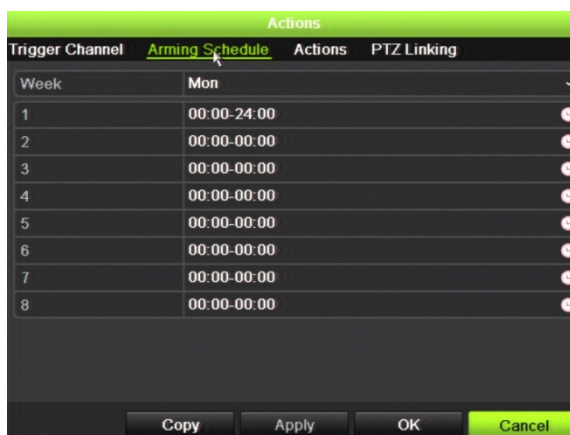 Actions
Trigger Channel Arming Schedule Actions PTZ Linking
Week Mon
1 00:00-24:00
2 00:00-00:00
3 00:00-00:00
4 00:00-00:00
5 00:00-00:00
6 00:00-00:00
7 00:00-00:00
8 00:00-00:00
Copy Apply OK Cancel